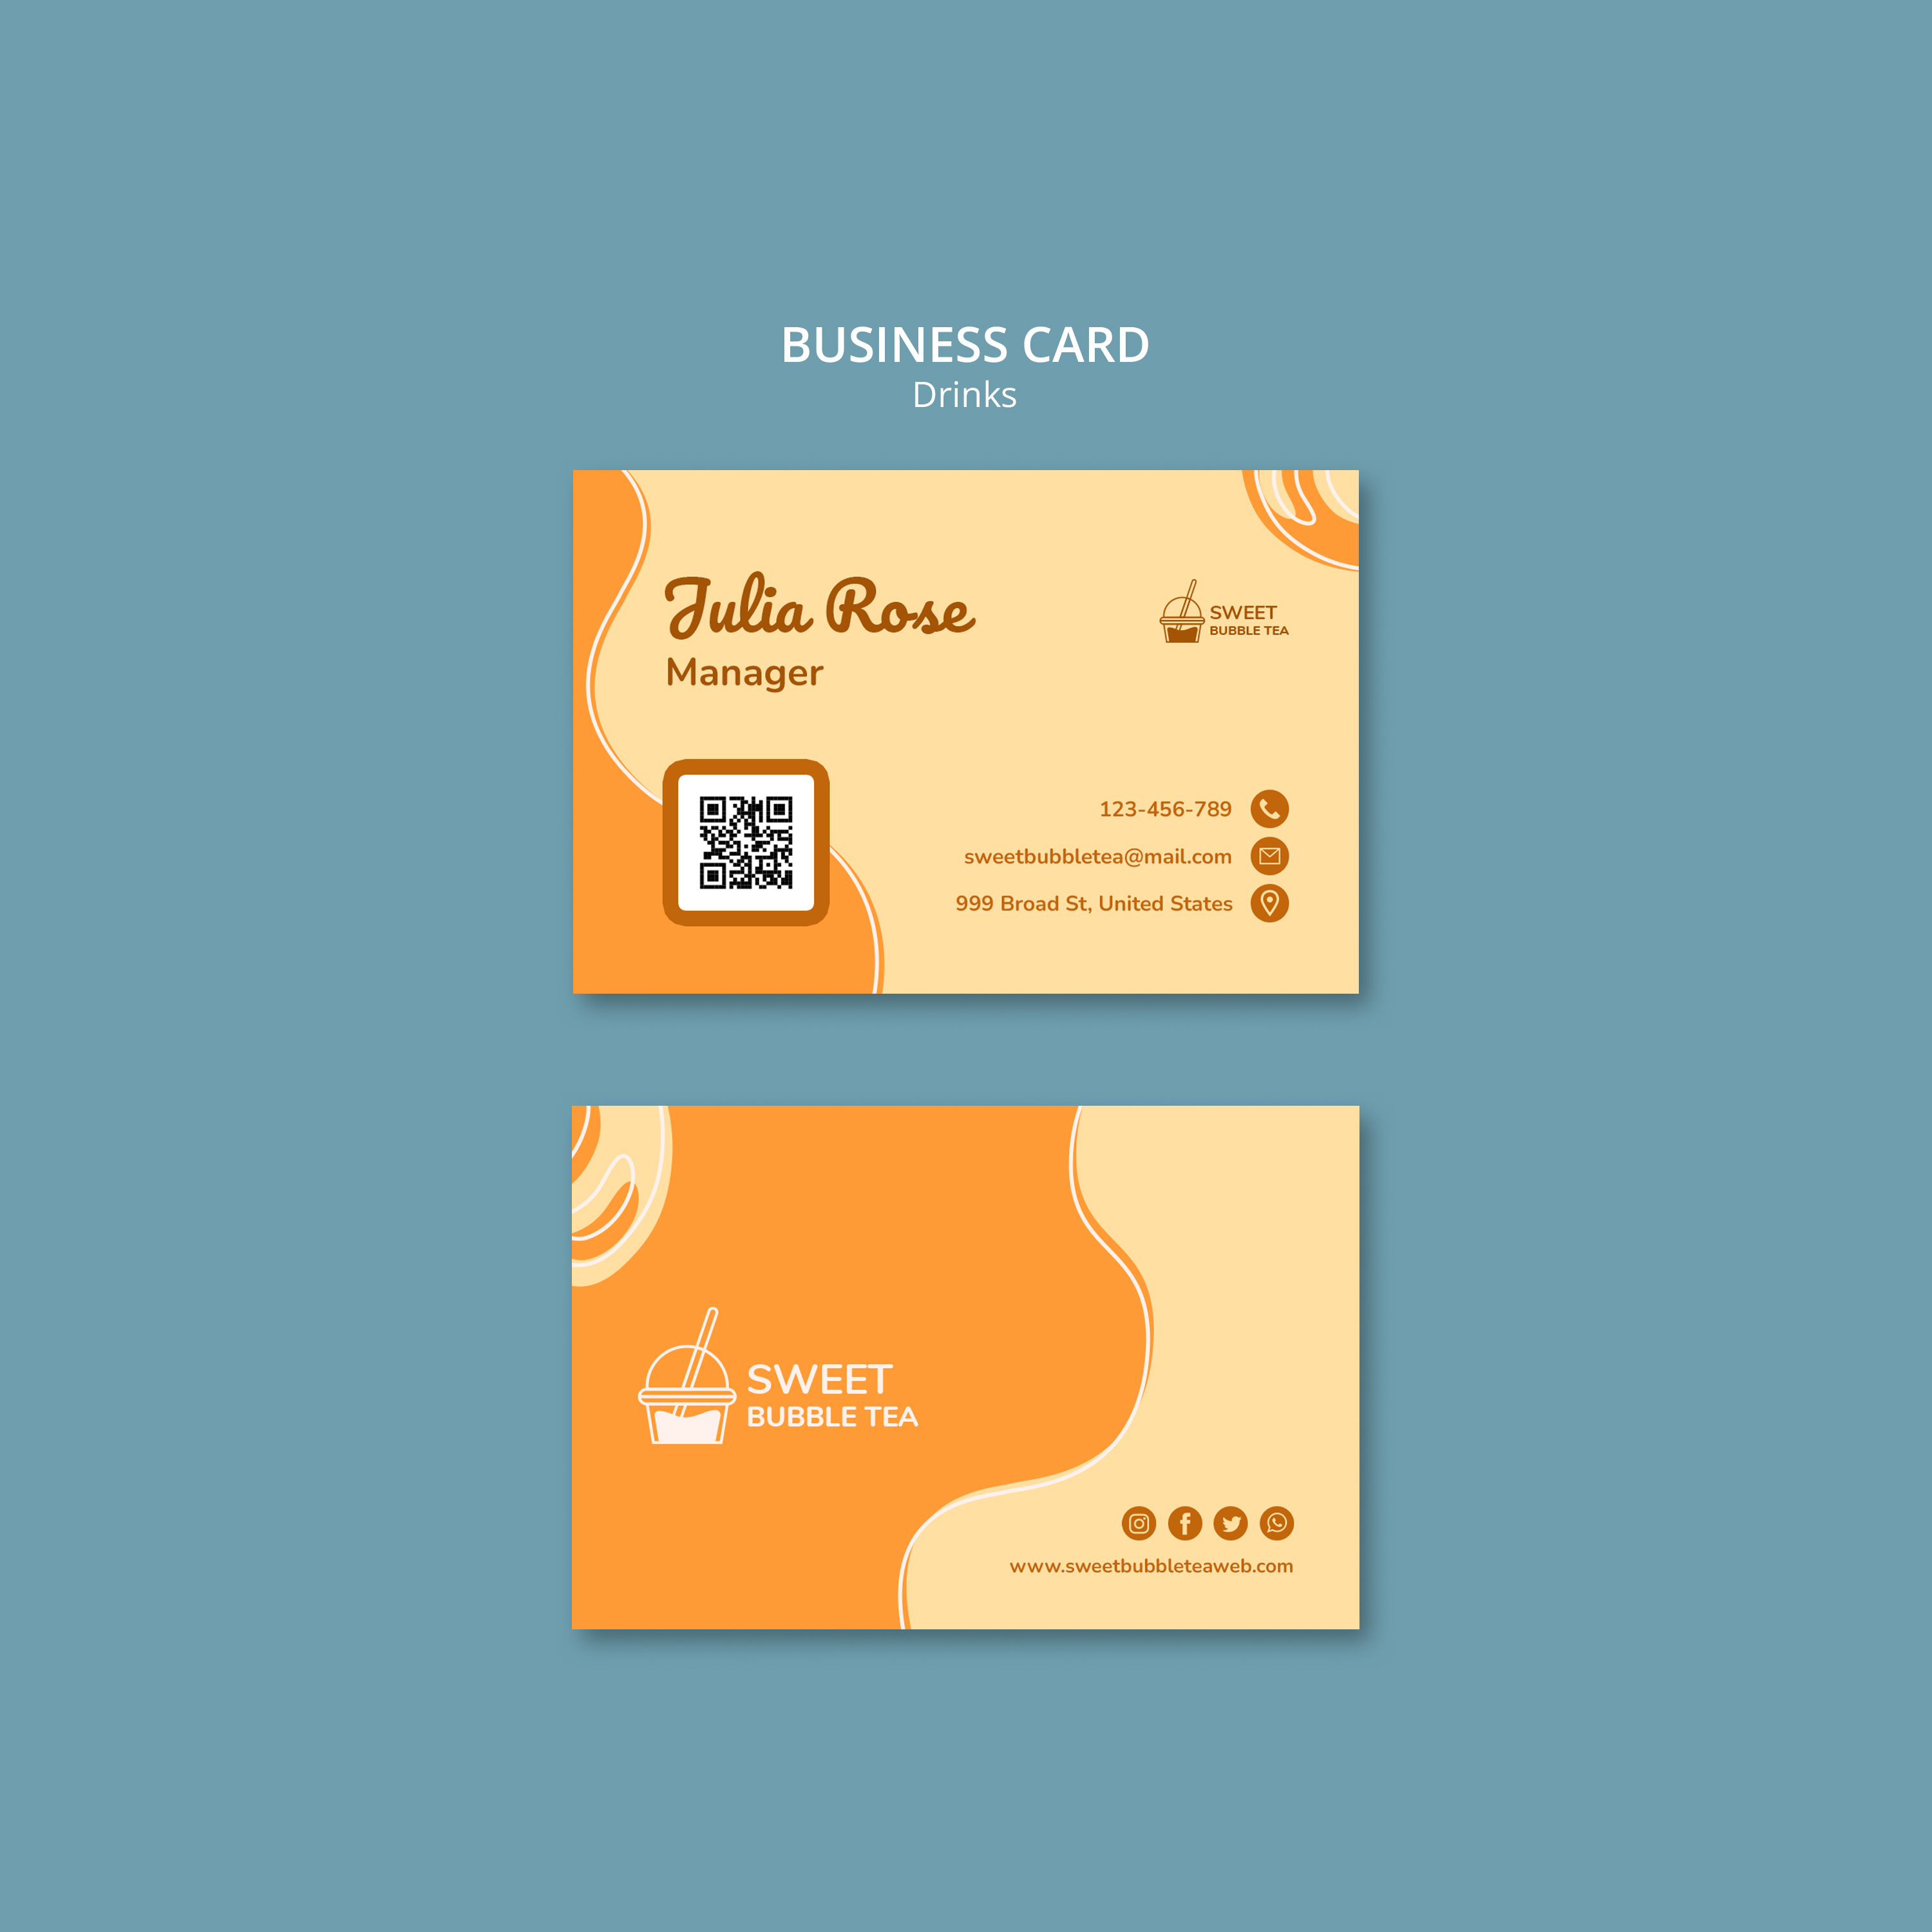 BUSINESS CARD
Drinks
Julia Rose
Manager
SWEET
BUBBLE TEA
123-456-789
sweetbubbletea@mail.com
999 Broad St, United States
SWEET
BUBBLE TEA
www.sweetbubbleteaweb.com